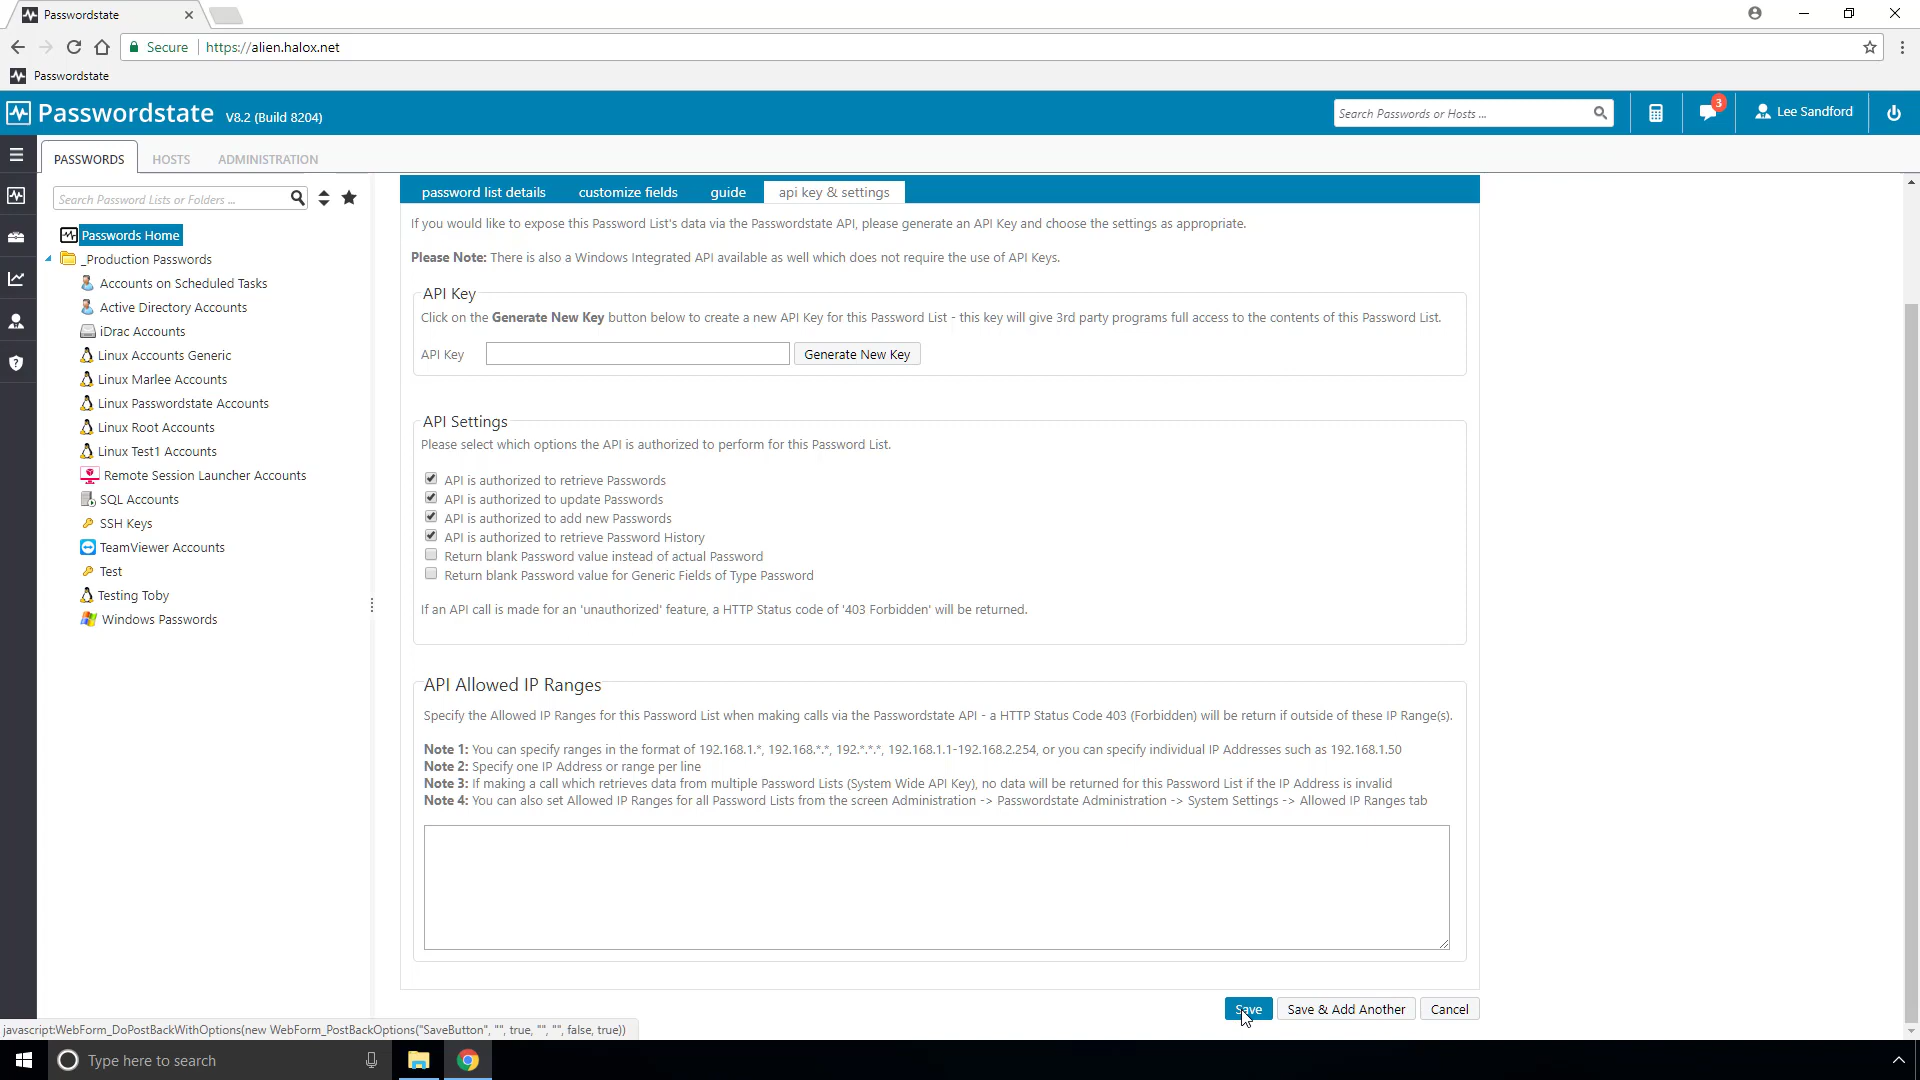 Passwordstate
Secure https://alien.halox.net
Passwordstate
Passwordstate V8.2 (Build 8204)
Search Passwords or Hosts ...
3
Lee Sandford
PASSWORDS HOSTS ADMINISTRATION
Search Password Lists or Folders ...
Passwords Home
_Production Passwords
Accounts on Scheduled Tasks
Active Directory Accounts
iDrac Accounts
Linux Accounts Generic
Linux Marlee Accounts
Linux Passwordstate Accounts
Linux Root Accounts
Linux Test1 Accounts
Remote Session Launcher Accounts
SQL Accounts
SSH Keys
TeamViewer Accounts
Test
Testing Toby
Windows Passwords
password list details customize fields guide api key & settings
If you would like to expose this Password List's data via the Passwordstate API, please generate an API Key and choose the settings as appropriate.
Please Note: There is also a Windows Integrated API available as well which does not require the use of API Keys.
API Key
Click on the Generate New Key button below to create a new API Key for this Password List - this key will give 3rd party programs full access to the contents of this Password List.
API Key Generate New Key
API Settings
Please select which options the API is authorized to perform for this Password List.
API is authorized to retrieve Passwords
API is authorized to update Passwords
API is authorized to add new Passwords
API is authorized to retrieve Password History
Return blank Password value instead of actual Password
Return blank Password value for Generic Fields of Type Password
If an API call is made for an 'unauthorized' feature, a HTTP Status code of '403 Forbidden' will be returned.
API Allowed IP Ranges
Specify the Allowed IP Ranges for this Password List when making calls via the Passwordstate API - a HTTP Status Code 403 (Forbidden) will be return if outside of these IP Range(s).
Note 1: You can specify ranges in the format of 192.168.1.*, 192.168.*.*, 192.*.*.*, 192.168.1.1-192.168.2.254, or you can specify individual IP Addresses such as 192.168.1.50
Note 2: Specify one IP Address or range per line
Note 3: If making a call which retrieves data from multiple Password Lists (System Wide API Key), no data will be returned for this Password List if the IP Address is invalid
Note 4: You can also set Allowed IP Ranges for all Password Lists from the screen Administration -> Passwordstate Administration -> System Settings -> Allowed IP Ranges tab
Save Save & Add Another Cancel
javascript:WebForm_DoPostBackWithOptions(new WebForm_PostBackOptions("SaveButton", "", true, "", "", false, true))
Type here to search